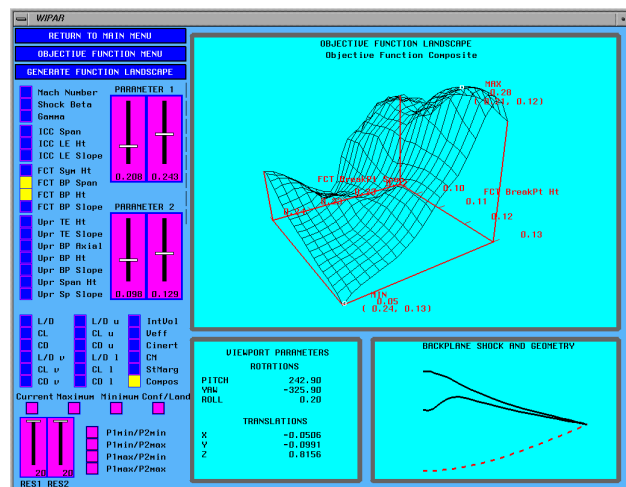 WIPAR
RETURN TO MAIN MENU
OBJECTIVE FUNCTION MENU
GENERATE FUNCTION LANDSCAPE
Mach Number
Shock Beta
Gamma
ICC Span
ICC LE Ht
ICC LE Slope
FCT Sym Ht
FCT BP Span
FCT BP Ht
FCT BP Slope
Upr TE Ht
Upr TE Slope
Upr BP Axial
Upr BP Ht
Upr BP Slope
Upr Span Ht
Upr Sp Slope
PARAMETER 1
0.208 0.243
PARAMETER 2
0.098 0.129
L/D L/D u IntVol
CL CL u Veff
CD CD u Cinert
L/D v L/D l CM
CL v CL l StMarg
CD v CD l Compos
Current Maximum Minimum Conf/Land
P1min/P2min
P1min/P2max
P1max/P2min
P1max/P2max
20 20
RES1 RES2
OBJECTIVE FUNCTION LANDSCAPE
Objective Function Composite
MAX
0.20
( 0.21, 0.12)
FCT BreakPt Span
FCT BreakPt Ht
0.10
0.11
0.12
0.13
MIN
0.05
( 0.24, 0.13)
VIEWPORT PARAMETERS
ROTATIONS
PITCH 242.90
YAW -325.90
ROLL 0.20
TRANSLATIONS
X -0.0506
Y -0.0991
Z 0.8156
BACKPLANE SHOCK AND GEOMETRY